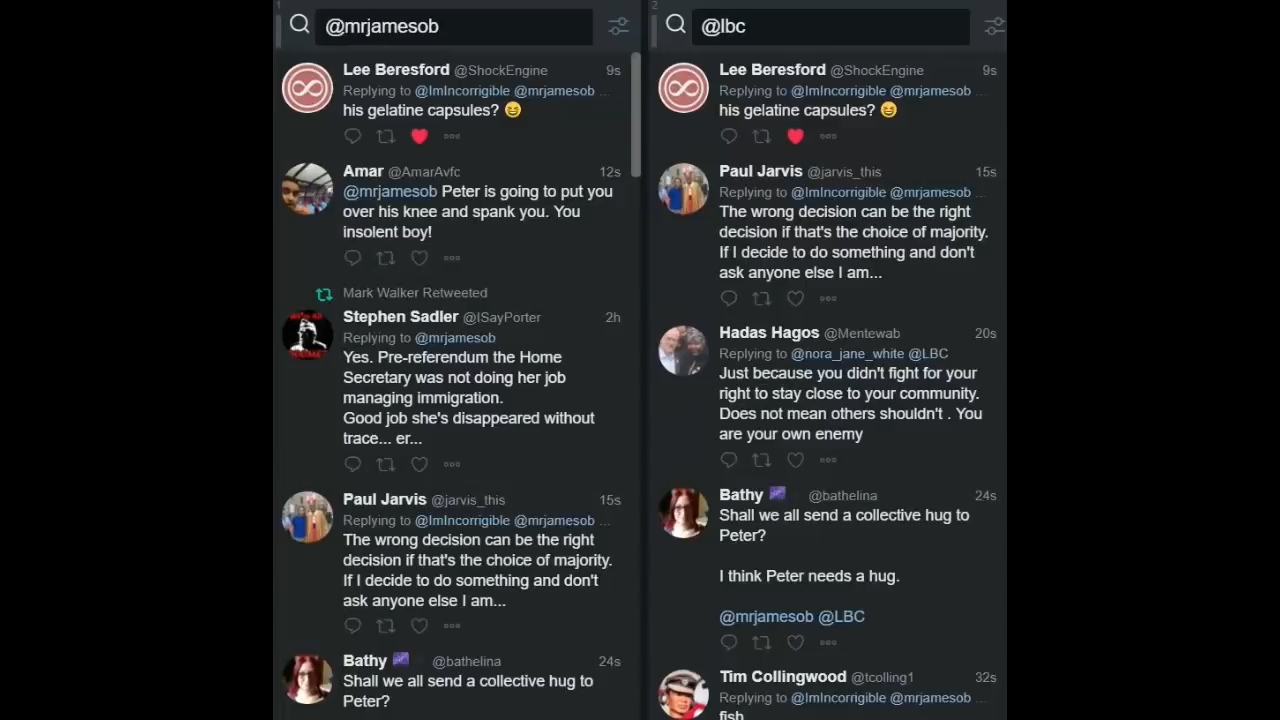 1
@mrjamesob
Lee Beresford @ShockEngine 9s
Replying to @ImIncorrigible @mrjamesob ...
his gelatine capsules? 😆
Amar @AmarAvfc 12s
@mrjamesob Peter is going to put you
over his knee and spank you. You
insolent boy!
Mark Walker Retweeted
Stephen Sadler @ISayPorter 2h
Replying to @mrjamesob
Yes. Pre-referendum the Home
Secretary was not doing her job
managing immigration.
Good job she's disappeared without
trace... er...
Paul Jarvis @jarvis_this 15s
Replying to @ImIncorrigible @mrjamesob ...
The wrong decision can be the right
decision if that's the choice of majority.
If I decide to do something and don't
ask anyone else I am...
Bathy @bathelina 24s
Shall we all send a collective hug to
Peter?
2
@lbc
Lee Beresford @ShockEngine 9s
Replying to @ImIncorrigible @mrjamesob ...
his gelatine capsules? 😆
Paul Jarvis @jarvis_this 15s
Replying to @ImIncorrigible @mrjamesob ...
The wrong decision can be the right
decision if that's the choice of majority.
If I decide to do something and don't
ask anyone else I am...
Hadas Hagos @Mentewab 20s
Replying to @nora_jane_white @LBC
Just because you didn't fight for your
right to stay close to your community.
Does not mean others shouldn't . You
are your own enemy
Bathy @bathelina 24s
Shall we all send a collective hug to
Peter?
I think Peter needs a hug.
@mrjamesob @LBC
Tim Collingwood @tcolling1 32s
Replying to @ImIncorrigible @mrjamesob ...
fish